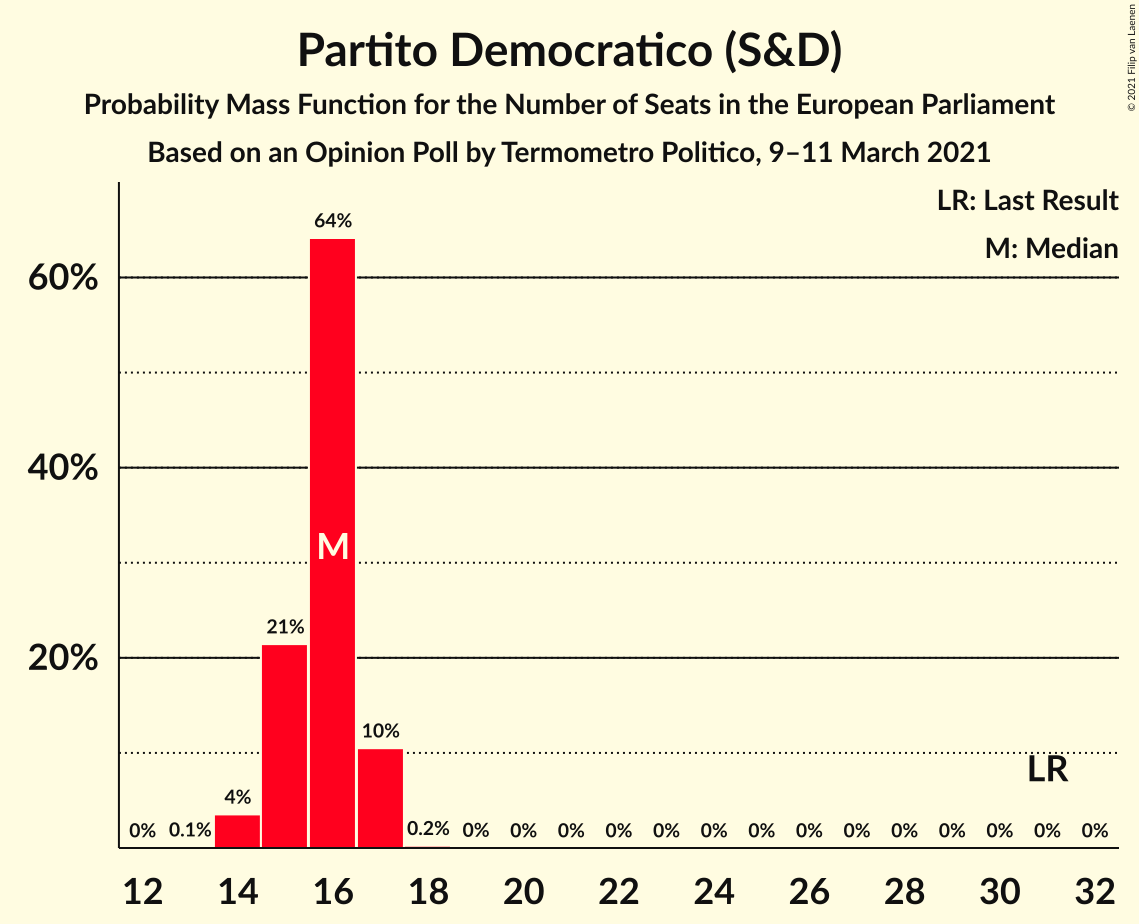 Partito Democratico (S&D)
Probability Mass Function for the Number of Seats in the European Parliament
Based on an Opinion Poll by Termometro Politico, 9–11 March 2021
© 2021 Filip van Laenen
LR: Last Result
M: Median
60%
40%
20%
0% 0.1% 4% 21% 64% 10% 0.2% 0% 0% 0% 0% 0% 0% 0% 0% 0% 0% 0% 0% 0% 0%
M
LR
12 14 16 18 20 22 24 26 28 30 32